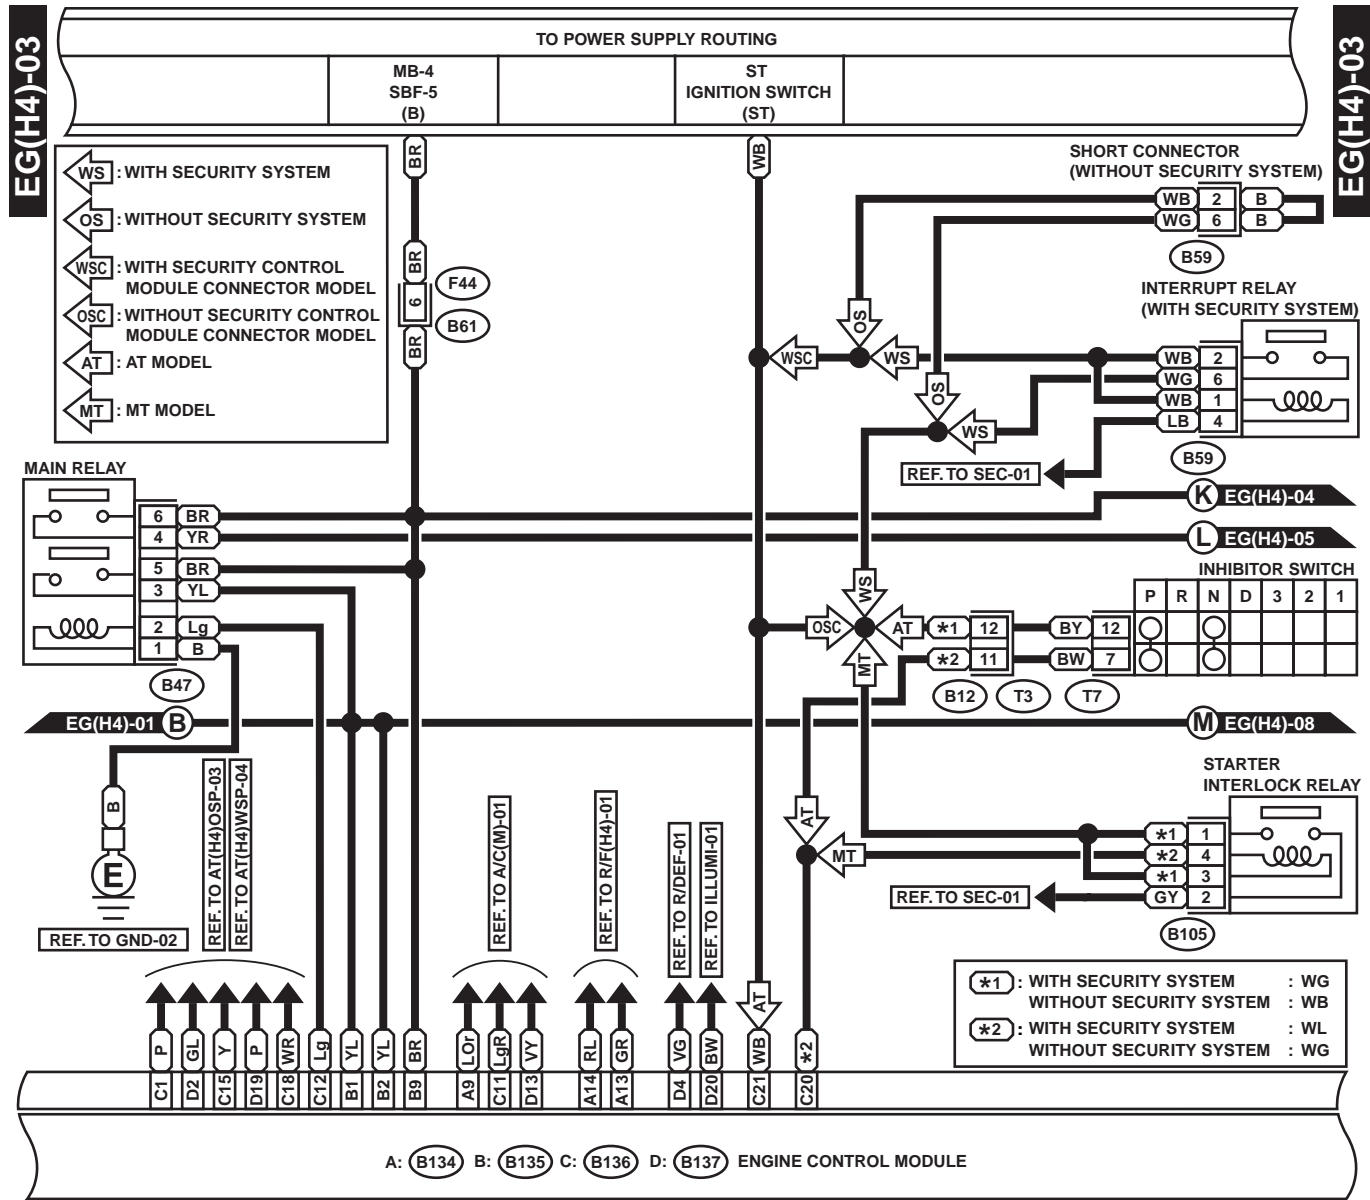 EG(H4)-03
EG(H4)-03
TO POWER SUPPLY ROUTING
MB-4
SBF-5
(B)
ST
IGNITION SWITCH
(ST)
BR
WB
WS : WITH SECURITY SYSTEM
OS : WITHOUT SECURITY SYSTEM
WSC : WITH SECURITY CONTROL
MODULE CONNECTOR MODEL
OSC : WITHOUT SECURITY CONTROL
MODULE CONNECTOR MODEL
AT : AT MODEL
MT : MT MODEL
BR
6
BR
F44
B61
SHORT CONNECTOR
(WITHOUT SECURITY SYSTEM)
WB 2 B
WG 6 B
B59
INTERRUPT RELAY
(WITH SECURITY SYSTEM)
OS
WSC
WS
WB 2
WG 6
WB 1
LB 4
OS
WS
B59
REF. TO SEC-01
MAIN RELAY
6 BR
4 YR
5 BR
3 YL
2 Lg
1 B
B47
K EG(H4)-04
L EG(H4)-05
INHIBITOR SWITCH
P R N D 3 2 1
WS
OSC
AT
MT
*1 12
*2 11
BY 12
BW 7
B12
T3
T7
EG(H4)-01 B
M EG(H4)-08
B
E
REF. TO GND-02
REF. TO AT(H4)OSP-03
REF. TO AT(H4)WSP-04
REF. TO A/C(M)-01
REF. TO R/F(H4)-01
REF. TO R/DEF-01
REF. TO ILLUMI-01
AT
MT
AT
STARTER
INTERLOCK RELAY
*1 1
*2 4
*1 3
GY 2
B105
REF. TO SEC-01
*1 : WITH SECURITY SYSTEM : WG
WITHOUT SECURITY SYSTEM : WB
*2 : WITH SECURITY SYSTEM : WL
WITHOUT SECURITY SYSTEM : WG
P GL Y P WR Lg YL YL BR LOr LgR VY RL GR VG BW WB *2
C1 D2 C15 D19 C18 C12 B1 B2 B9 A9 C11 D13 A14 A13 D4 D20 C21 C20
A: B134 B: B135 C: B136 D: B137 ENGINE CONTROL MODULE